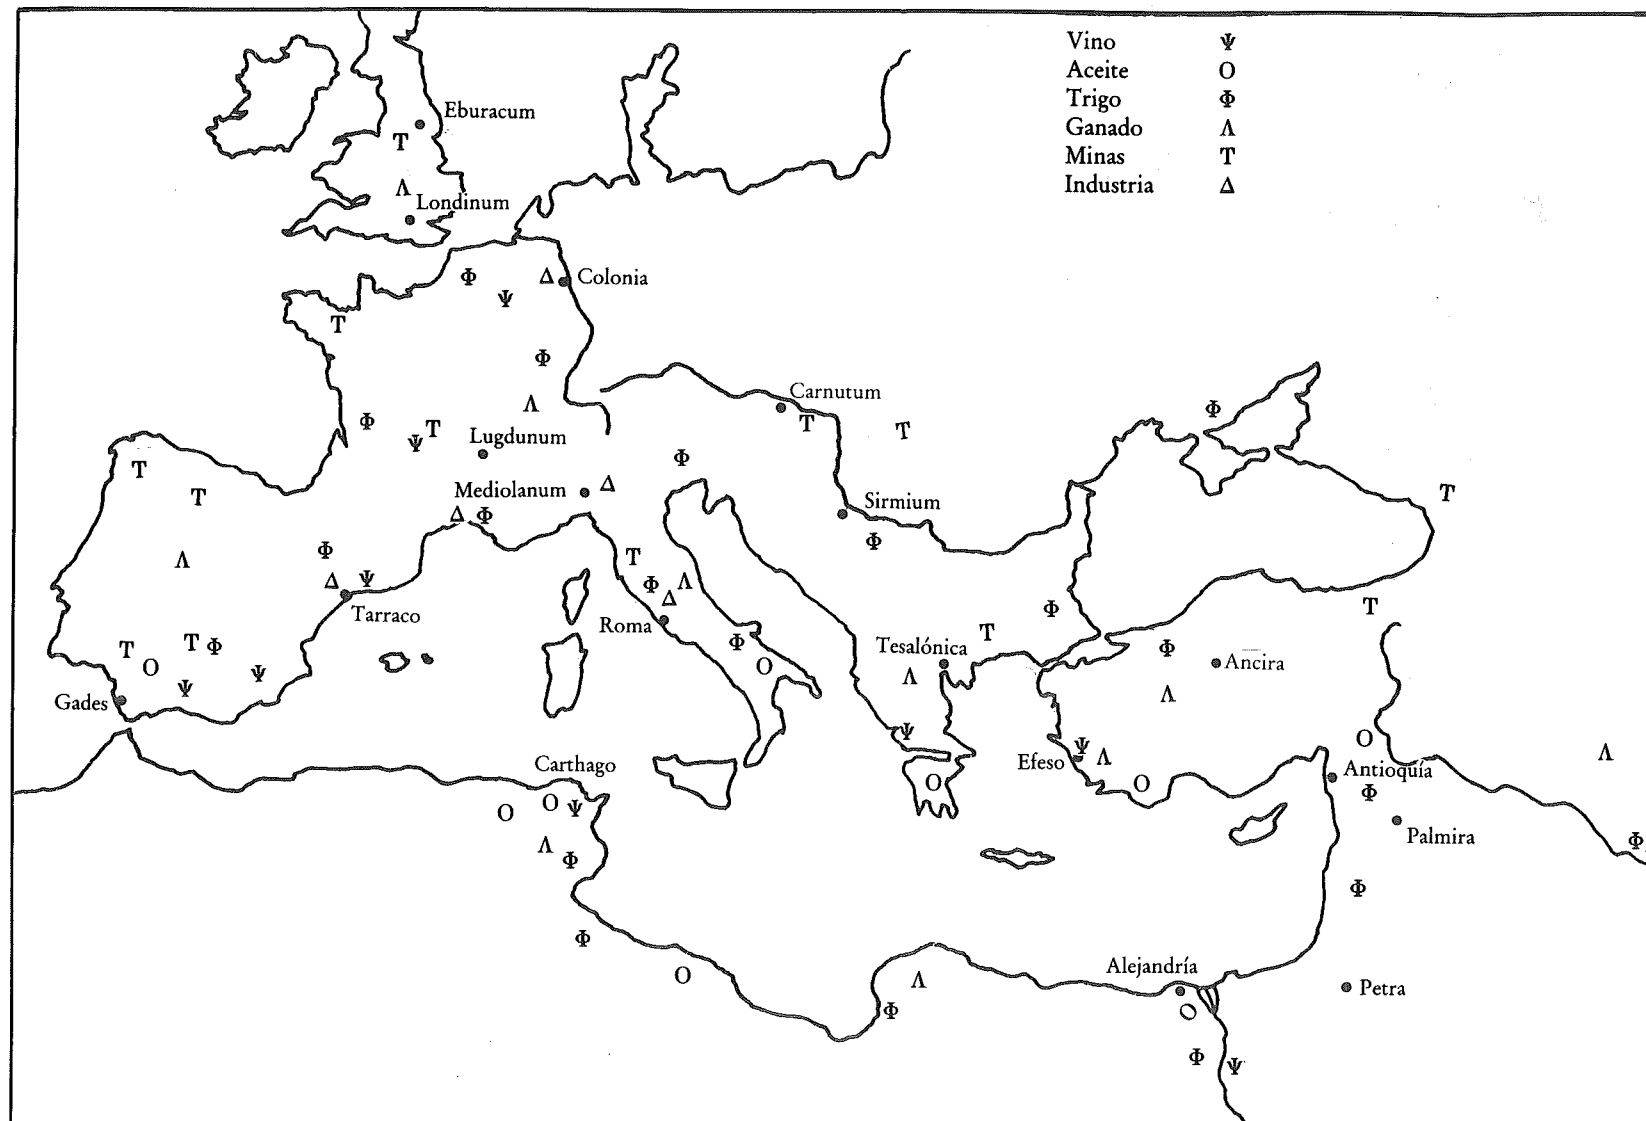 Vino Ψ
Aceite O
Trigo Φ
Ganado Λ
Minas T
Industria Δ
Eburacum
T
Λ
Londinum
Φ
Δ
Colonia
Ψ
T
Φ
Λ
Carnutum
T
T
Φ
Φ
Ψ
T
Lugdunum
Φ
T
T
Mediolanum
Δ
Sirmium
T
Δ
Φ
Φ
Φ
T
Λ
Δ
Ψ
Tarraco
Φ
Λ
Δ
Roma
Φ
T
T
T
O
Φ
Ψ
Ψ
Gades
Φ
O
Tesalónica
Λ
T
Φ
Ancira
Λ
Ψ
O
Efeso
Ψ
Λ
O
O
Antioquía
Φ
Palmira
Λ
Φ
Carthago
O
O
Ψ
Λ
Φ
Φ
Φ
O
Λ
Φ
Alejandría
O
Petra
Φ
Ψ